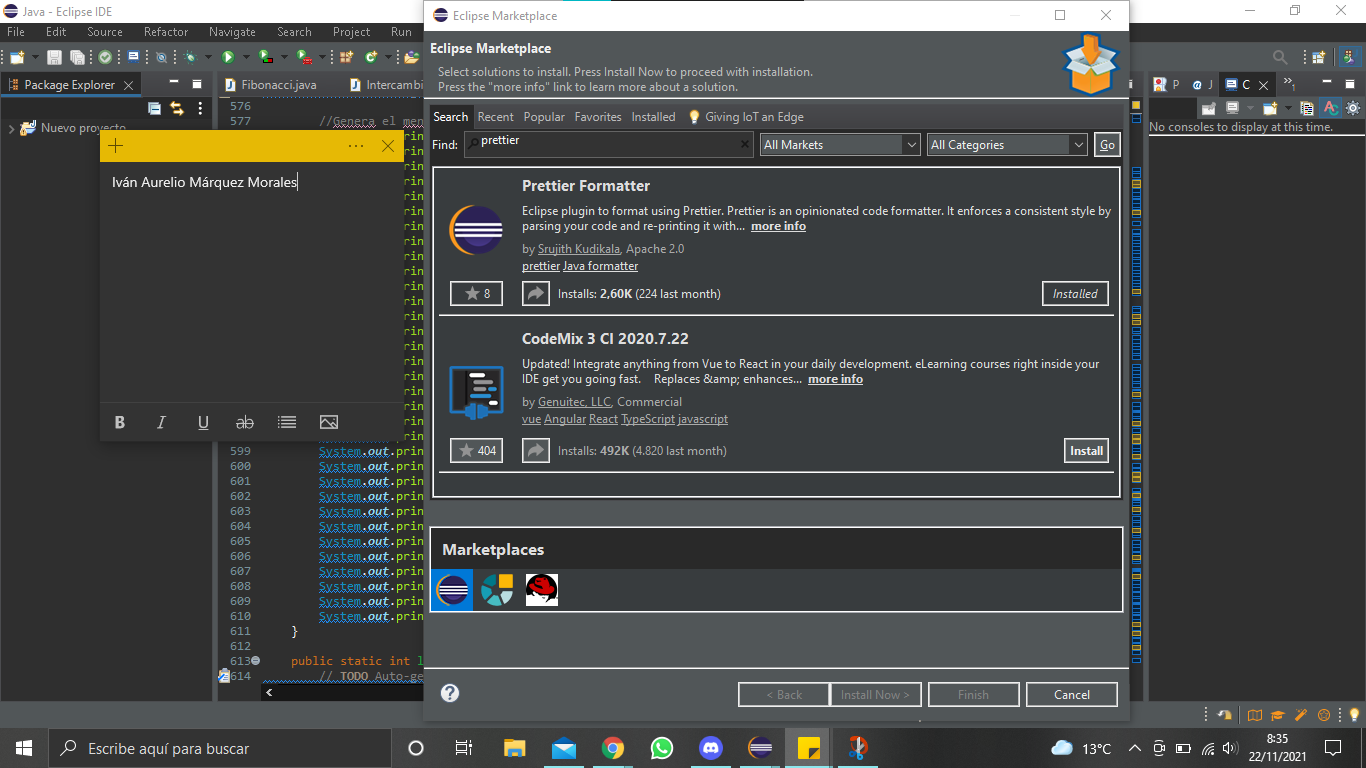 Java - Eclipse IDE
File Edit Source Refactor Navigate Search Project Run
Package Explorer
Nuevo proyecto
Iván Aurelio Márquez Morales
B I U ab
Fibonacci.java Intercambi
576
577 //Genera el men
599 System.out.prin
600 System.out.prin
601 System.out.prin
602 System.out.prin
603 System.out.prin
604 System.out.prin
605 System.out.prin
606 System.out.prin
607 System.out.prin
608 System.out.prin
609 System.out.prin
610 System.out.prin
611 }
612
613 public static int l
614 // TODO Auto-ge
Eclipse Marketplace
Eclipse Marketplace
Select solutions to install. Press Install Now to proceed with installation.
Press the "more info" link to learn more about a solution.
Search Recent Popular Favorites Installed Giving IoT an Edge
Find: prettier All Markets All Categories Go
Prettier Formatter
Eclipse plugin to format using Prettier. Prettier is an opinionated code formatter. It enforces a consistent style by
parsing your code and re-printing it with... more info
by Srujith Kudikala, Apache 2.0
prettier Java formatter
8 Installs: 2,60K (224 last month) Installed
CodeMix 3 CI 2020.7.22
Updated! Integrate anything from Vue to React in your daily development. eLearning courses right inside your
IDE get you going fast. Replaces &amp; enhances... more info
by Genuitec, LLC, Commercial
vue Angular React TypeScript javascript
404 Installs: 492K (4.820 last month) Install
Marketplaces
< Back Install Now > Finish Cancel
P @ J C
No consoles to display at this time.
Escribe aquí para buscar
13°C
8:35
22/11/2021